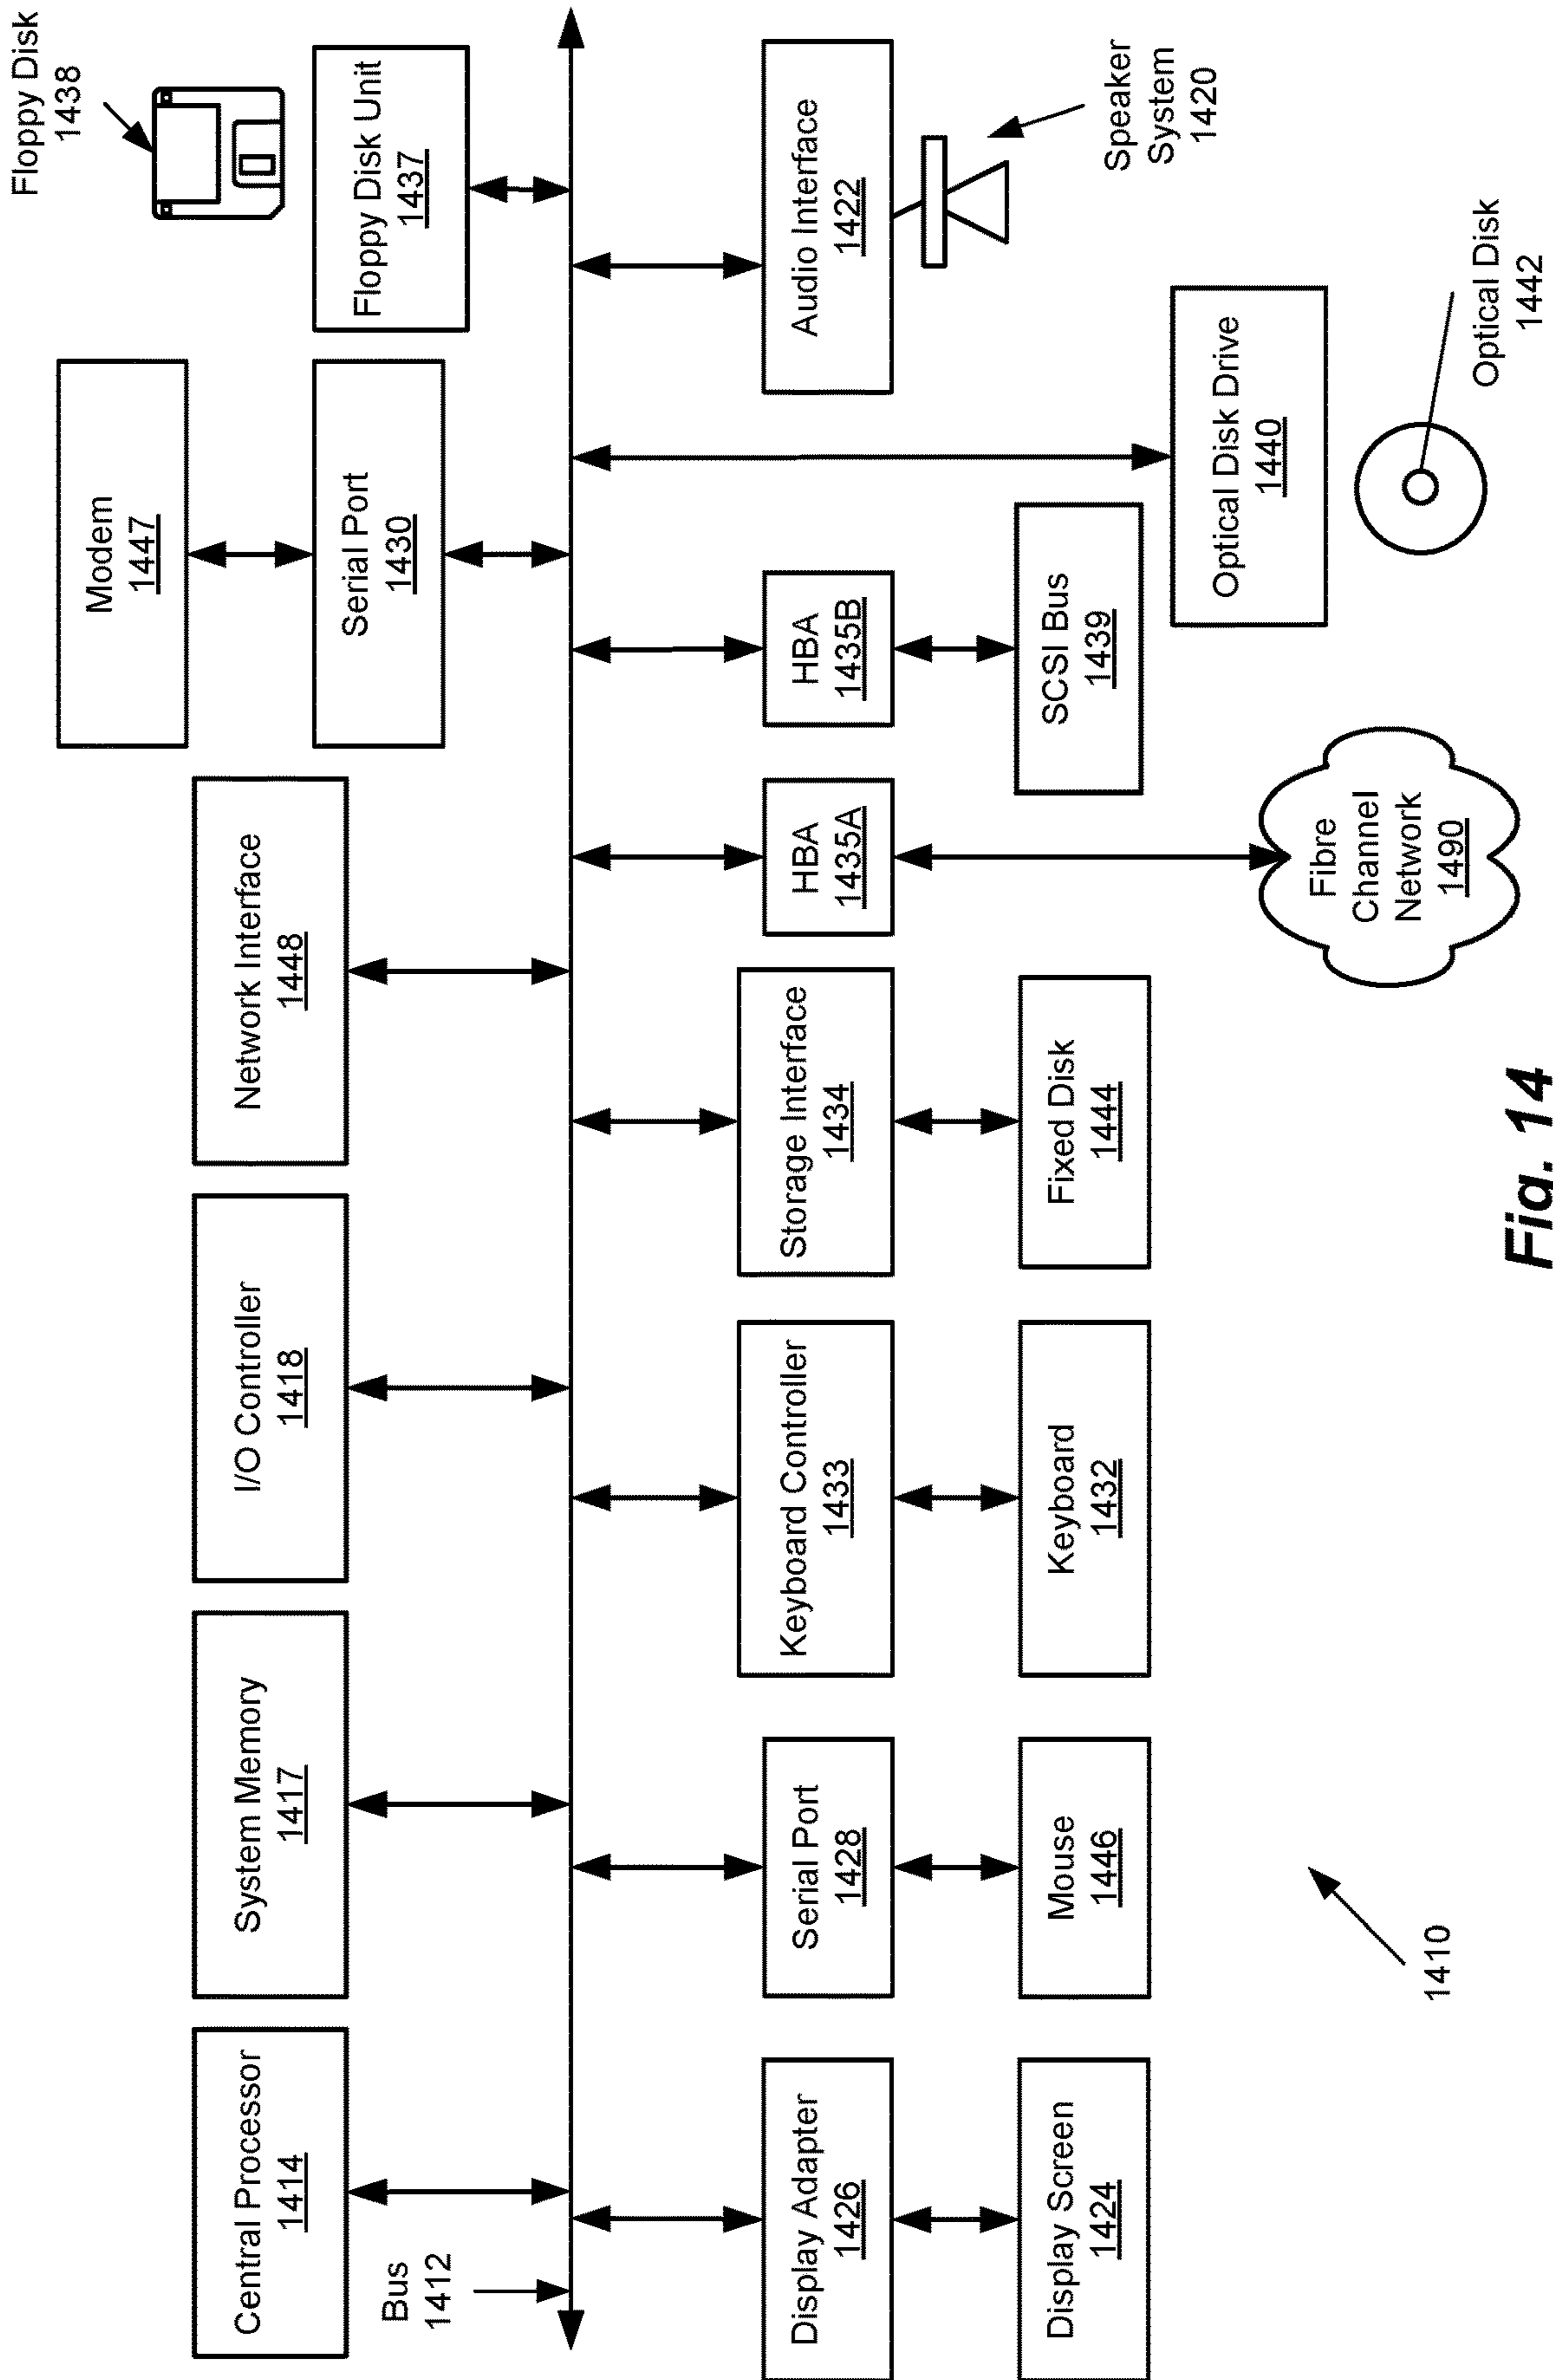 Central Processor
1414
System Memory
1417
I/O Controller
1418
Network Interface
1448
Modem
1447
Serial Port
1430
Floppy Disk
1438
Floppy Disk Unit
1437
Bus
1412
Display Adapter
1426
Serial Port
1428
Keyboard Controller
1433
Storage Interface
1434
HBA
1435A
HBA
1435B
Audio Interface
1422
Speaker
System
1420
Display Screen
1424
Mouse
1446
Keyboard
1432
Fixed Disk
1444
SCSI Bus
1439
Optical Disk Drive
1440
Fibre
Channel
Network
1490
Optical Disk
1442
1410
Fig. 14